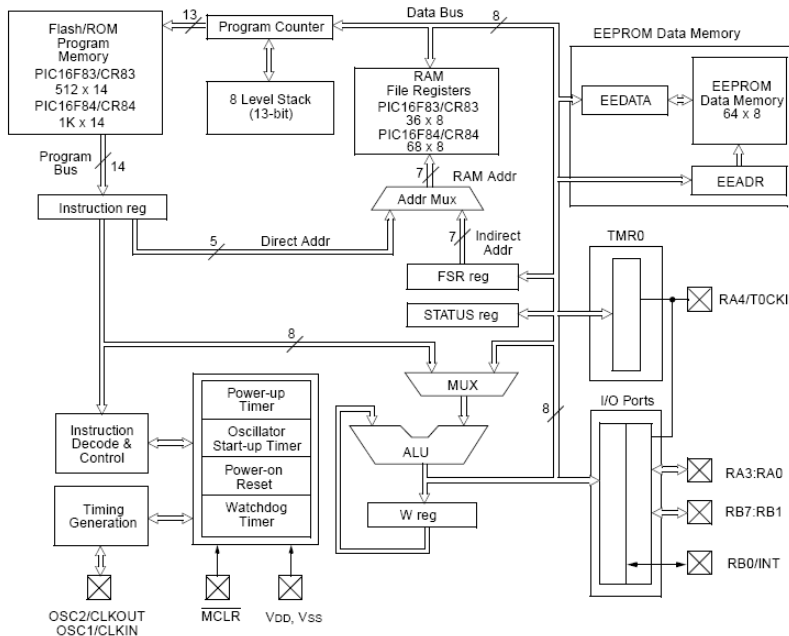 Flash/ROM
Program
Memory
PIC16F83/CR83
512 x 14
PIC16F84/CR84
1K x 14
13
Program Counter
8 Level Stack
(13-bit)
Data Bus
8
RAM
File Registers
PIC16F83/CR83
36 x 8
PIC16F84/CR84
68 x 8
EEPROM Data Memory
EEDATA
EEPROM
Data Memory
64 x 8
EEADR
Program
Bus
14
Instruction reg
7
RAM Addr
Addr Mux
5
Direct Addr
7
Indirect
Addr
FSR reg
STATUS reg
TMR0
RA4/T0CKI
8
MUX
Power-up
Timer
Oscillator
Start-up Timer
Power-on
Reset
Watchdog
Timer
Instruction
Decode &
Control
Timing
Generation
ALU
8
W reg
I/O Ports
RA3:RA0
RB7:RB1
RB0/INT
OSC2/CLKOUT
OSC1/CLKIN
MCLR
VDD, VSS